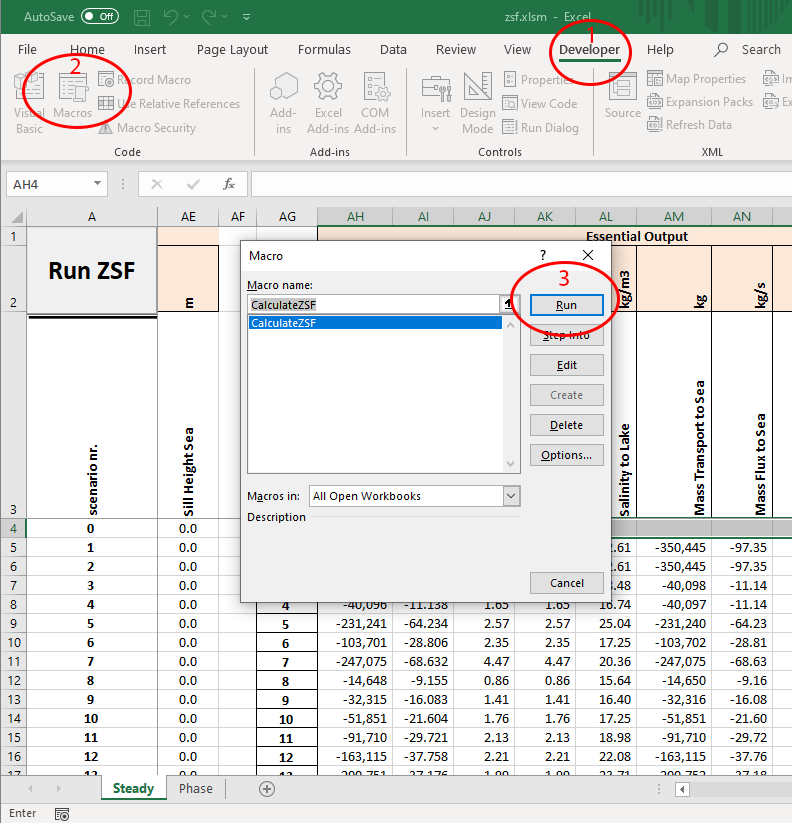 AutoSave Off zsf.xlsm - Excel
File Home Insert Page Layout Formulas Data Review View Developer Help Search
1
2
Visual Basic
Macros
Record Macro
Use Relative References
Macro Security
Code
Add-ins
Excel Add-ins
COM Add-ins
Add-ins
Insert
Design Mode
Properties
View Code
Run Dialog
Controls
Source
Map Properties
Expansion Packs
Refresh Data
XML
AH4 fx
A AE AF AG AH AI AJ AK AL AM AN
1 Essential Output
2 Run ZSF m kg/m3 kg kg/s
3 scenario nr. Sill Height Sea Salinity to Lake Mass Transport to Sea Mass Flux to Sea
Macro ?
Macro name:
CalculateZSF
CalculateZSF
3
Run
Step Into
Edit
Create
Delete
Options...
Macros in: All Open Workbooks
Description
Cancel
4 0 0.0
5 1 0.0 .61 -350,445 -97.35
6 2 0.0 .61 -350,445 -97.35
7 3 0.0 .48 -40,098 -11.14
8 4 0.0 4 -40,096 -11.138 1.65 1.65 16.74 -40,097 -11.14
9 5 0.0 5 -231,241 -64.234 2.57 2.57 25.04 -231,240 -64.23
10 6 0.0 6 -103,701 -28.806 2.35 2.35 17.25 -103,702 -28.81
11 7 0.0 7 -247,075 -68.632 4.47 4.47 20.36 -247,075 -68.63
12 8 0.0 8 -14,648 -9.155 0.86 0.86 15.64 -14,650 -9.16
13 9 0.0 9 -32,315 -16.083 1.41 1.41 16.40 -32,316 -16.08
14 10 0.0 10 -51,851 -21.604 1.76 1.76 17.25 -51,851 -21.60
15 11 0.0 11 -91,710 -29.721 2.13 2.13 18.98 -91,710 -29.72
16 12 0.0 12 -163,115 -37.758 2.21 2.21 22.08 -163,115 -37.76
Steady Phase
Enter